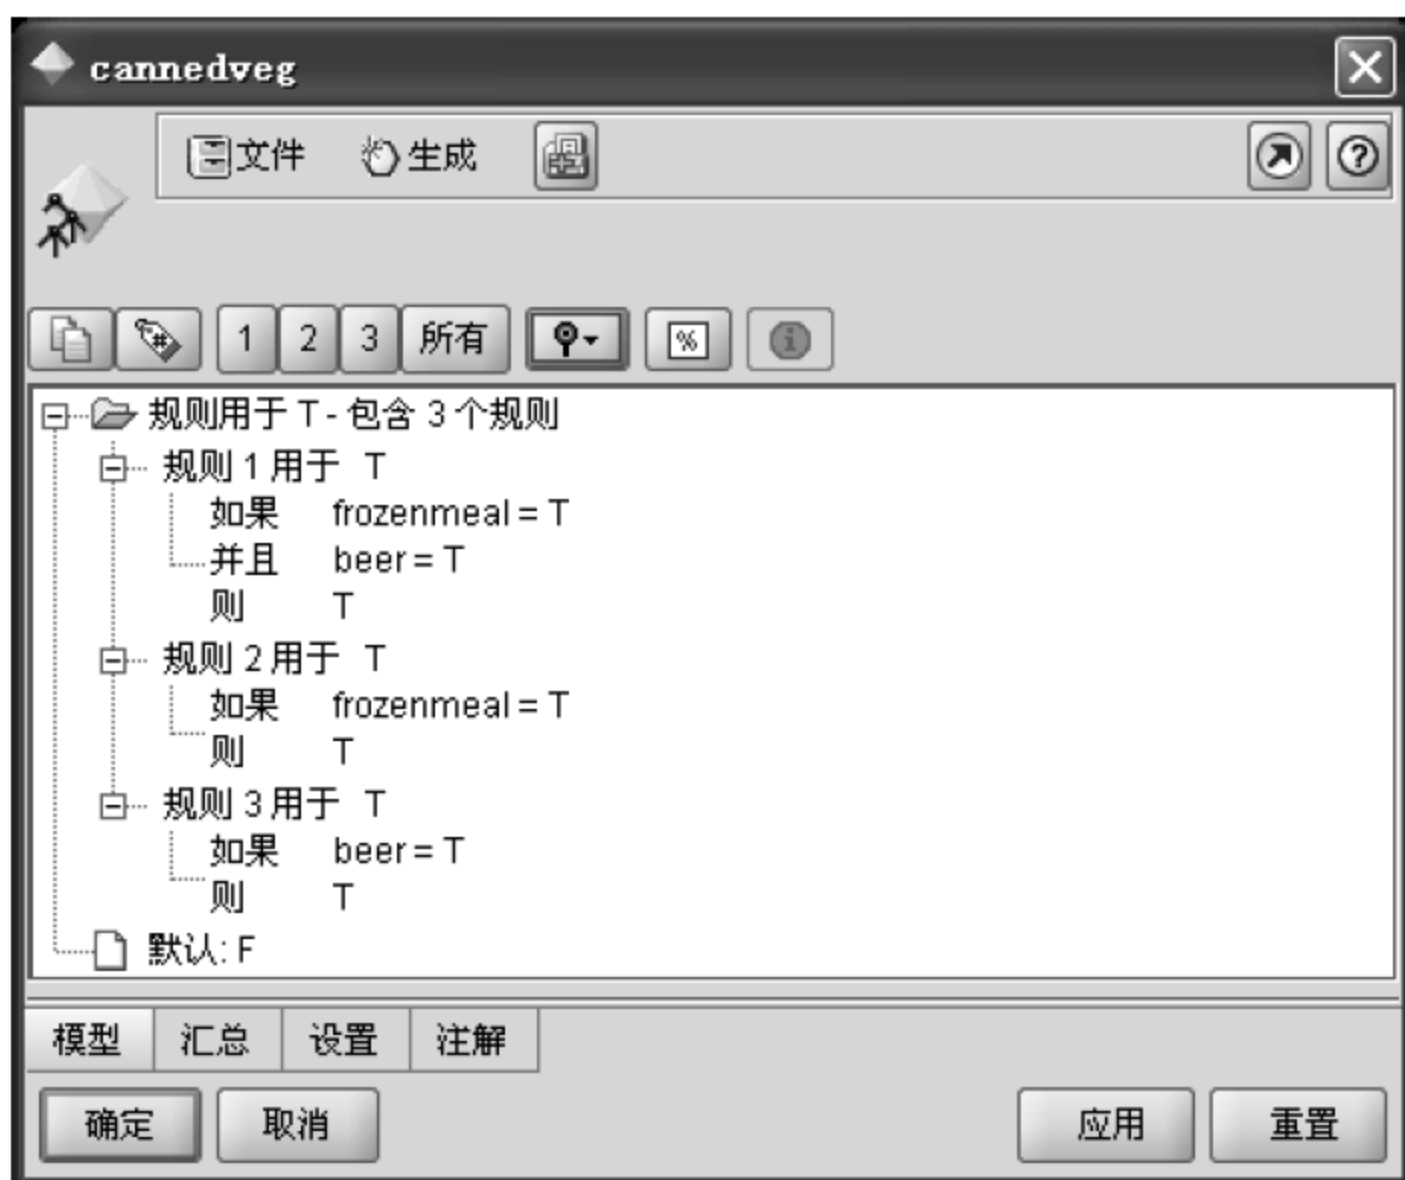 cannedveg
文件 生成
1 2 3 所有 %
规则用于 T - 包含 3 个规则
规则 1 用于 T
如果 frozenmeal = T
并且 beer = T
则 T
规则 2 用于 T
如果 frozenmeal = T
则 T
规则 3 用于 T
如果 beer = T
则 T
默认: F
模型 汇总 设置 注解
确定 取消 应用 重置